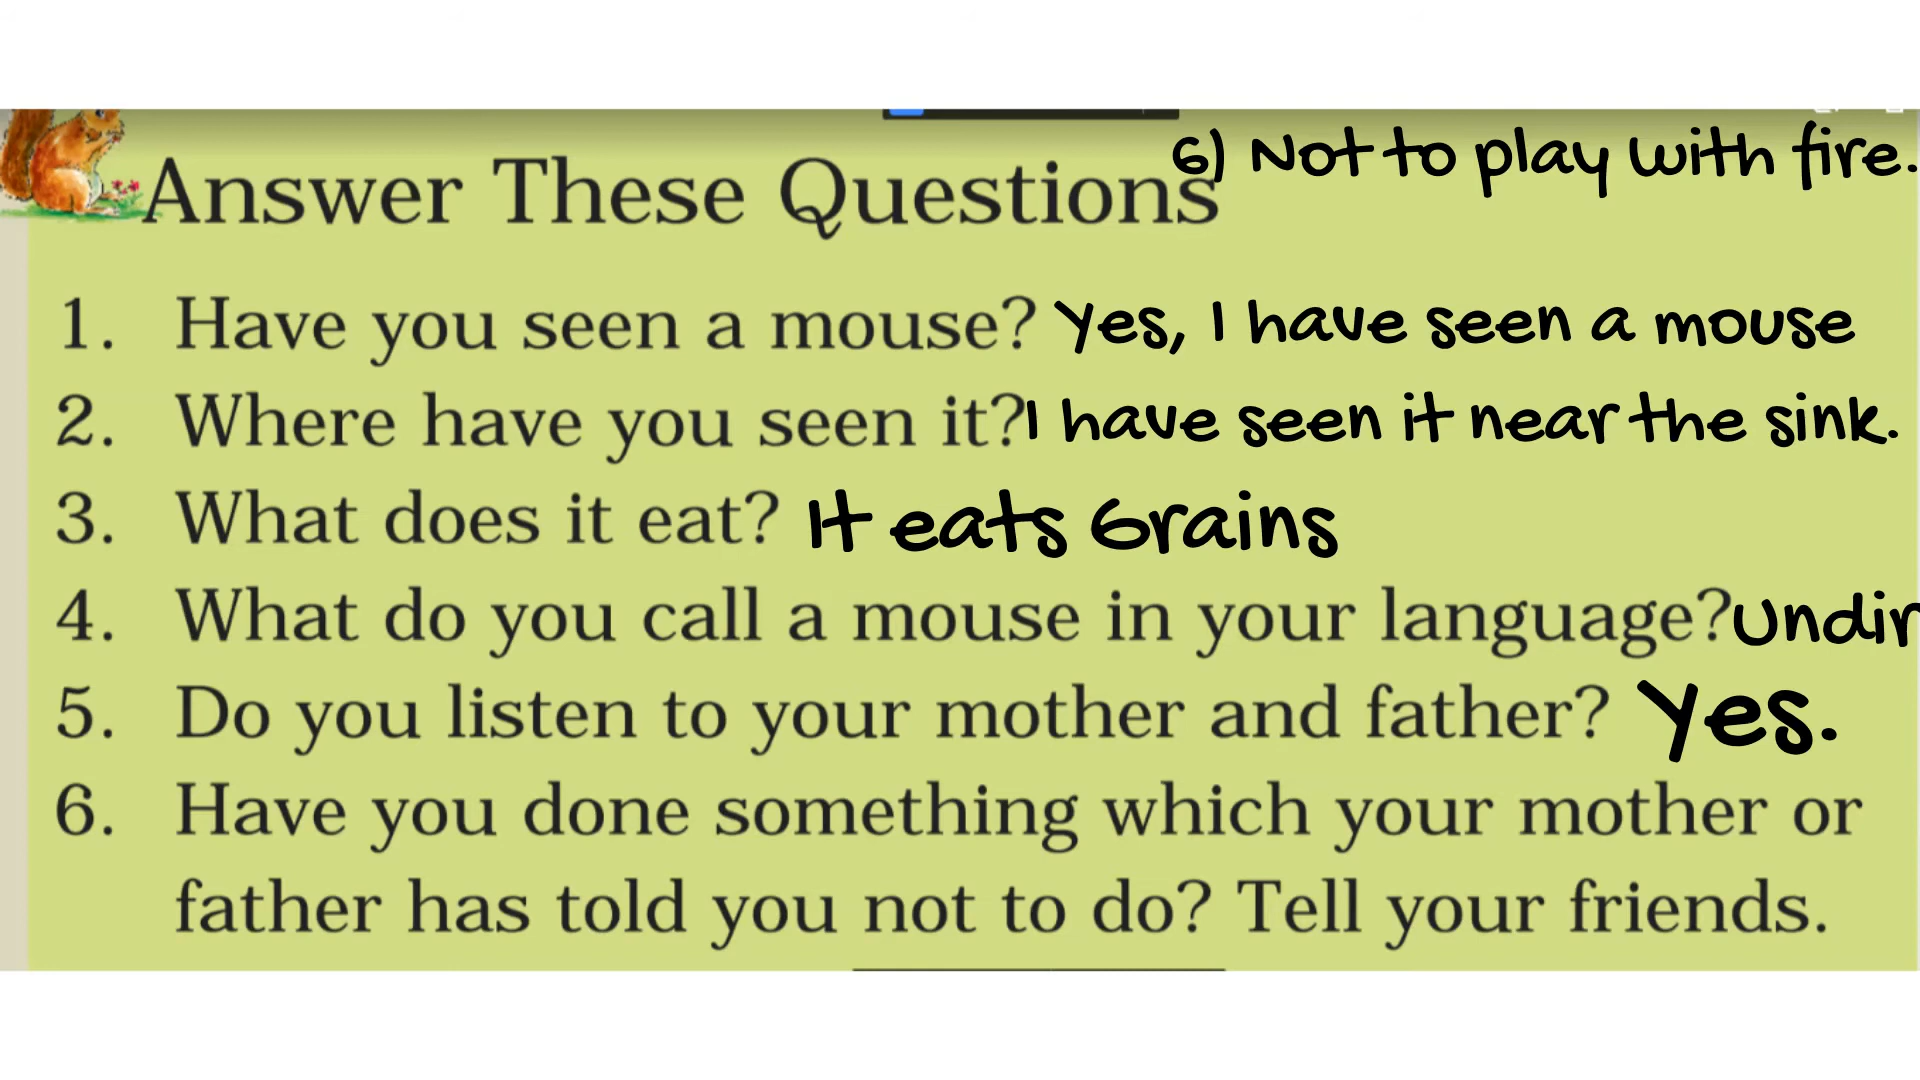 6) Not to play with fire.
Answer These Questions
1. Have you seen a mouse? Yes, I have seen a mouse
2. Where have you seen it? I have seen it near the sink.
3. What does it eat? It eats Grains
4. What do you call a mouse in your language?
5. Do you listen to your mother and father? Yes.
6. Have you done something which your mother or
father has told you not to do? Tell your friends.